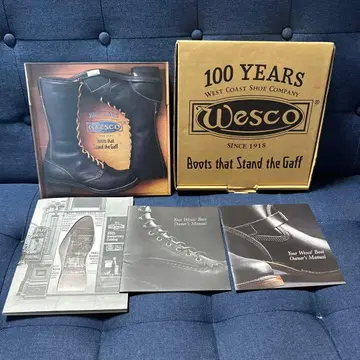 Wesco
Boots that
Stand the Gaff
100 YEARS
WEST COAST SHOE COMPANY
Wesco
®
SINCE 1918
Boots that Stand the Gaff
Your Wesco® Boot
Owner's Manual
Your Wesco® Boot
Owner's Manual